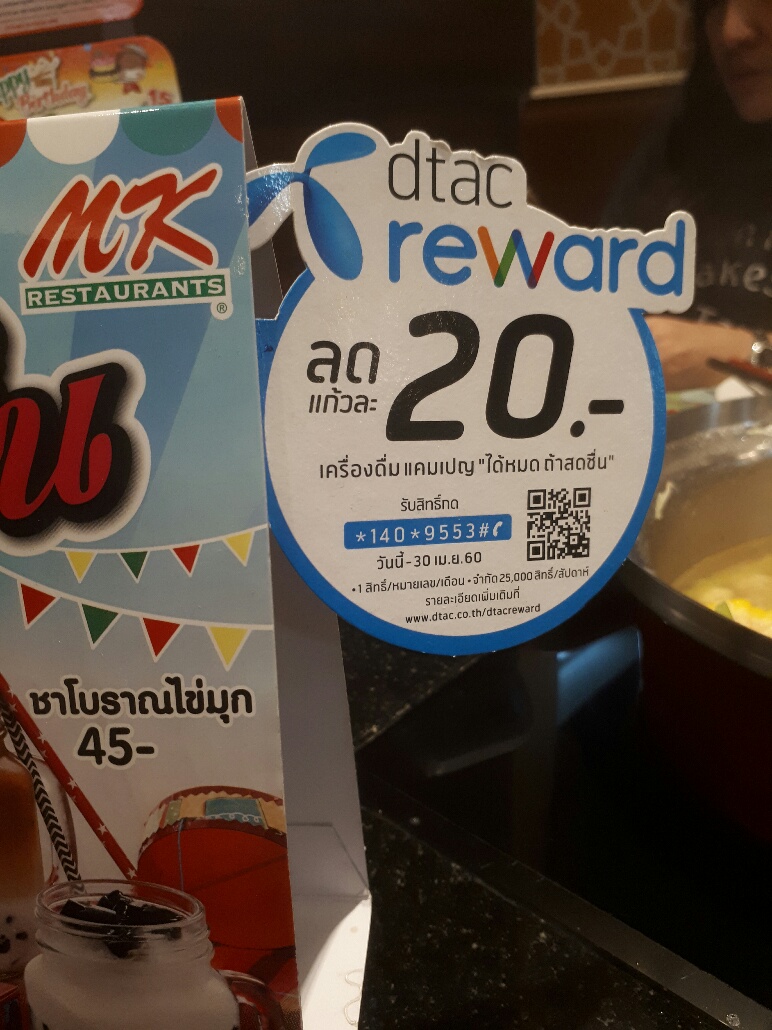 Birthday
MK
RESTAURANTS
®
dtac
reward
ลด
แก้วละ
20.-
เครื่องดื่ม แคมเปญ "ได้หมด ถ้าสดชื่น"
รับสิทธิ์กด
*140*9553#
วันนี้ - 30 เม.ย. 60
•1 สิทธิ์/หมายเลข/เดือน •จำกัด 25,000 สิทธิ์/สัปดาห์
รายละเอียดเพิ่มเติมที่
www.dtac.co.th/dtacreward
ชาโบราณไข่มุก
45-